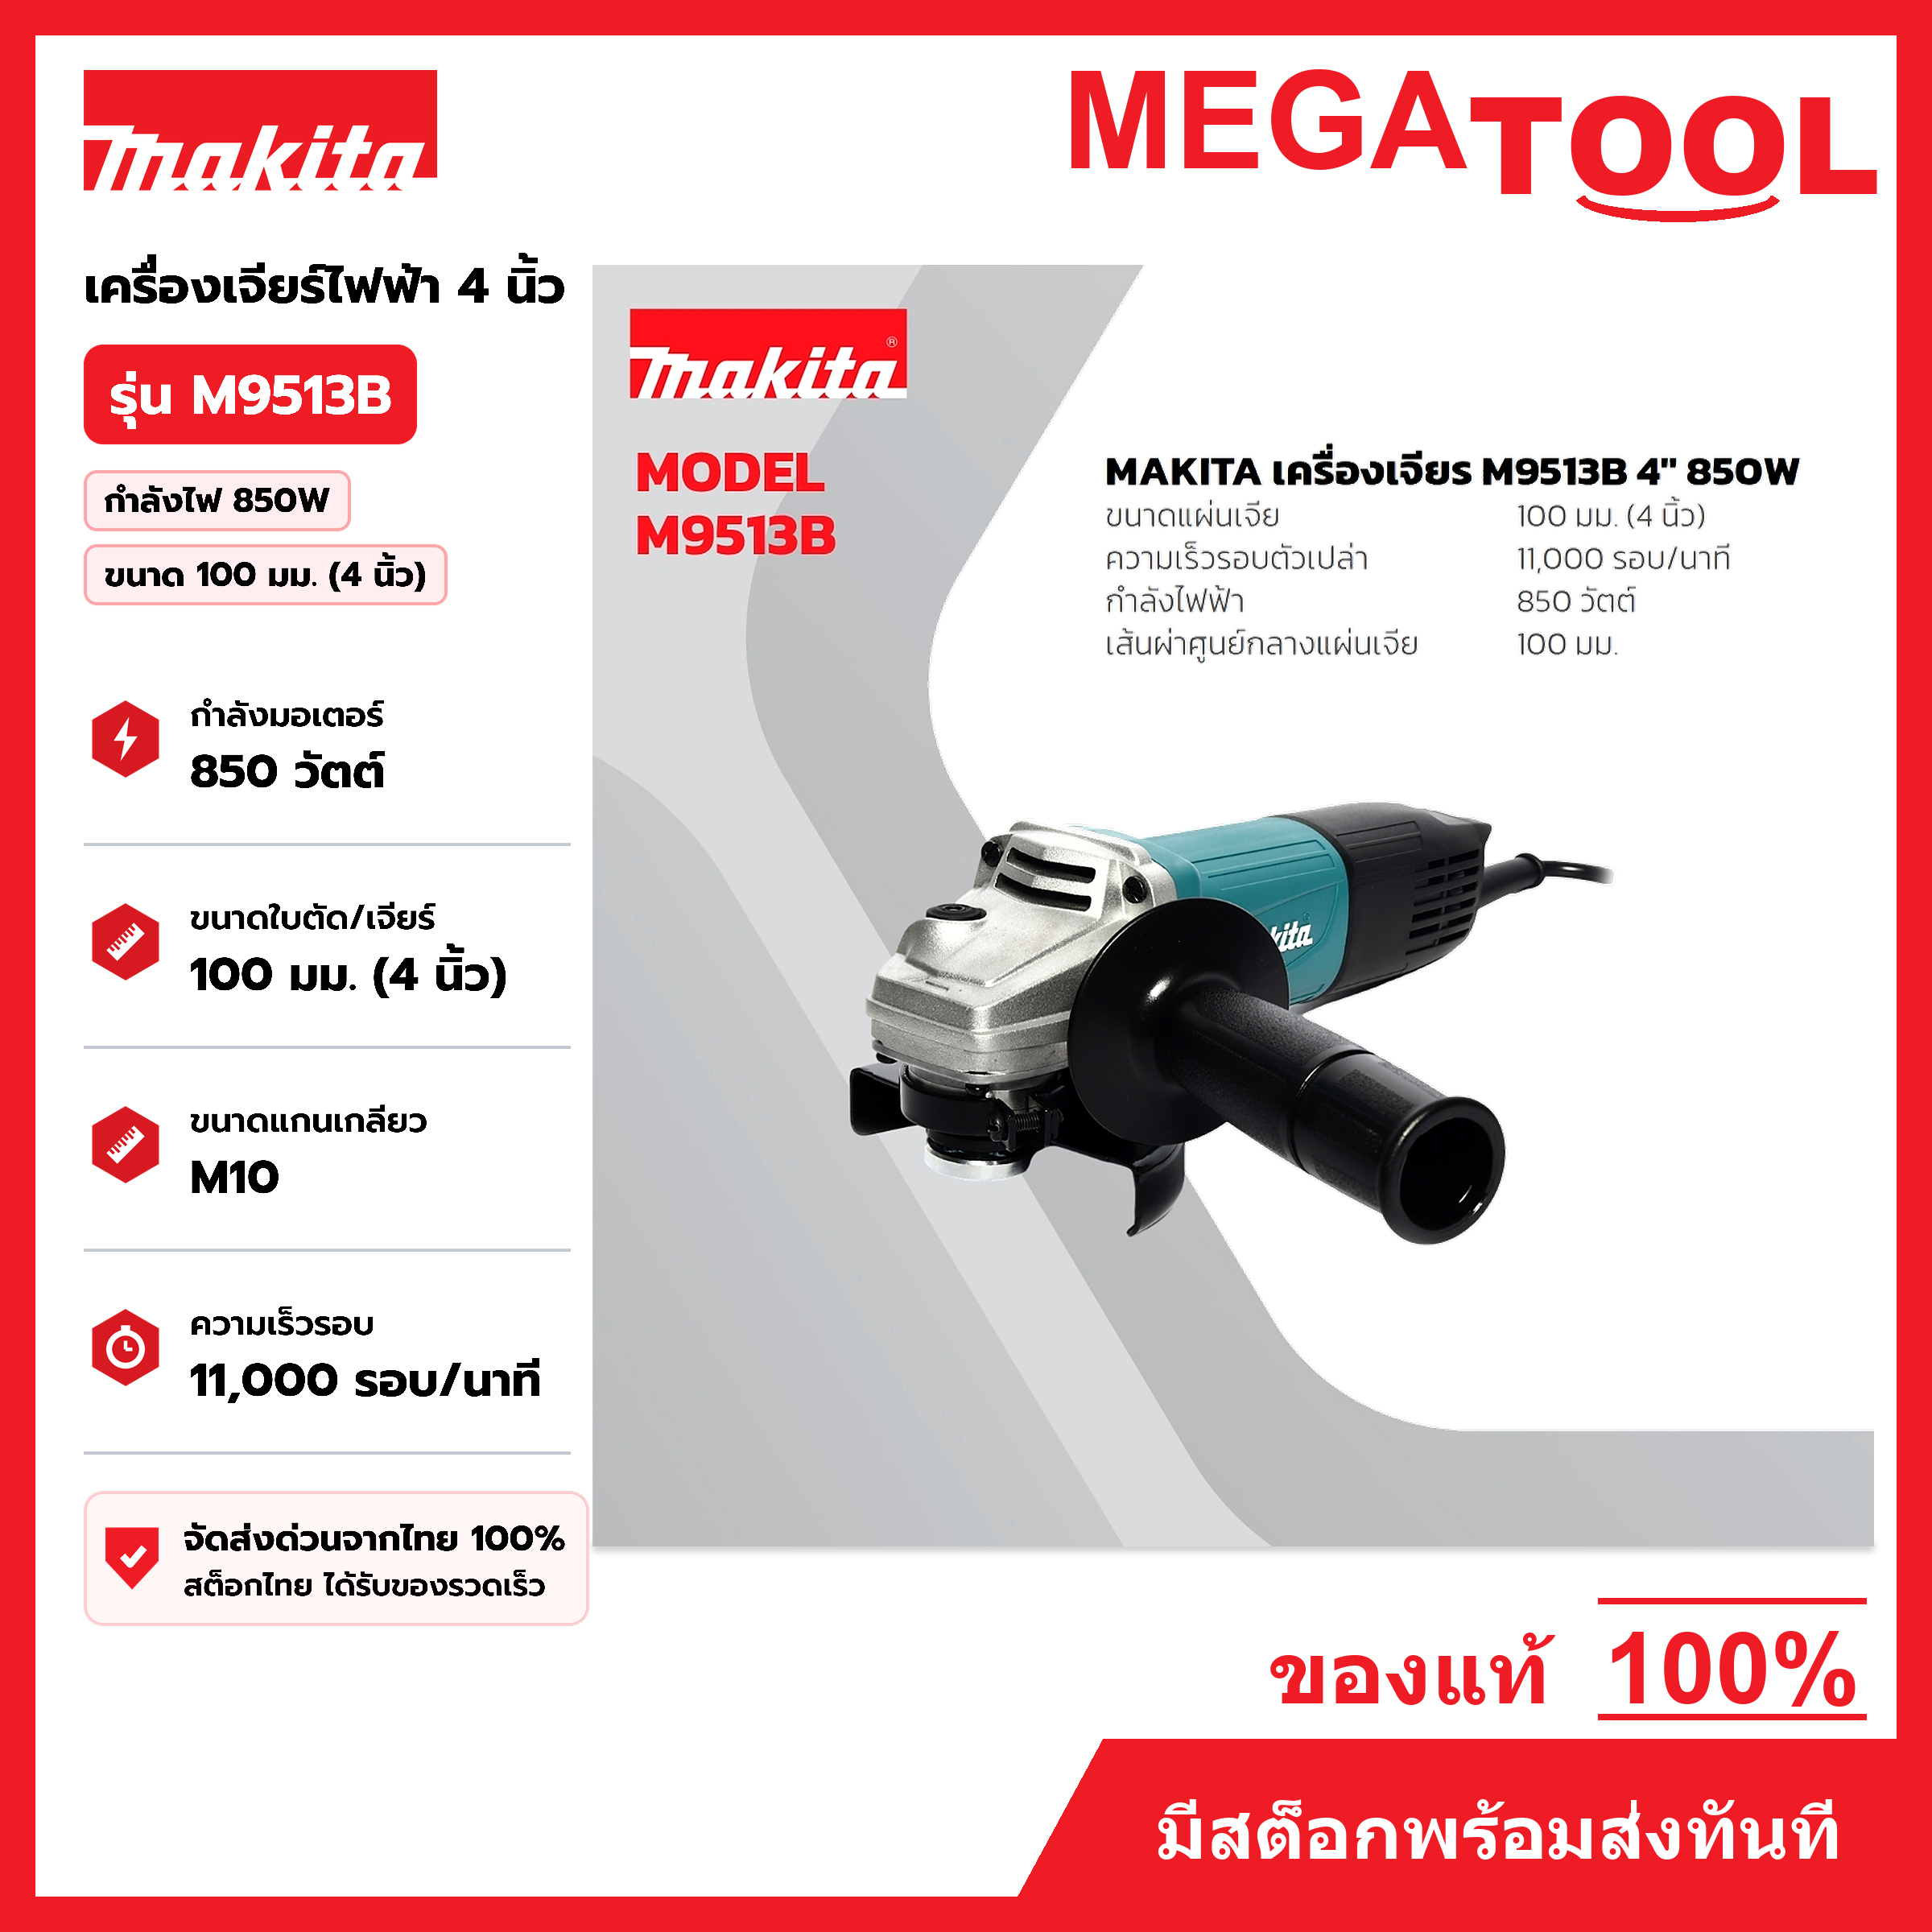 makita
MEGATOOL
เครื่องเจียร์ไฟฟ้า 4 นิ้ว
รุ่น M9513B
กำลังไฟ 850W
ขนาด 100 มม. (4 นิ้ว)
กำลังมอเตอร์
850 วัตต์
ขนาดใบตัด/เจียร์
100 มม. (4 นิ้ว)
ขนาดแกนเกลียว
M10
ความเร็วรอบ
11,000 รอบ/นาที
จัดส่งด่วนจากไทย 100%
สต็อกไทย ได้รับของรวดเร็ว
makita®
MODEL
M9513B
MAKITA เครื่องเจียร M9513B 4" 850W
ขนาดแผ่นเจีย 100 มม. (4 นิ้ว)
ความเร็วรอบตัวเปล่า 11,000 รอบ/นาที
กำลังไฟฟ้า 850 วัตต์
เส้นผ่าศูนย์กลางแผ่นเจีย 100 มม.
kita
ของแท้ 100%
มีสต็อกพร้อมส่งทันที